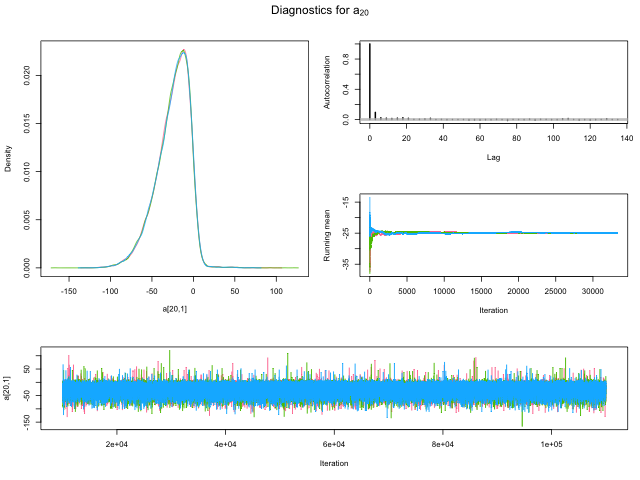 Diagnostics for a20
Density
0.000 0.005 0.010 0.015 0.020
-150 -100 -50 0 50 100
a[20,1]
Autocorrelation
0.0 0.4 0.8
0 20 40 60 80 100 120 140
Lag
Running mean
-35 -25 -15
0 5000 10000 15000 20000 25000 30000
Iteration
a[20,1]
-150 -50 50
2e+04 4e+04 6e+04 8e+04 1e+05
Iteration